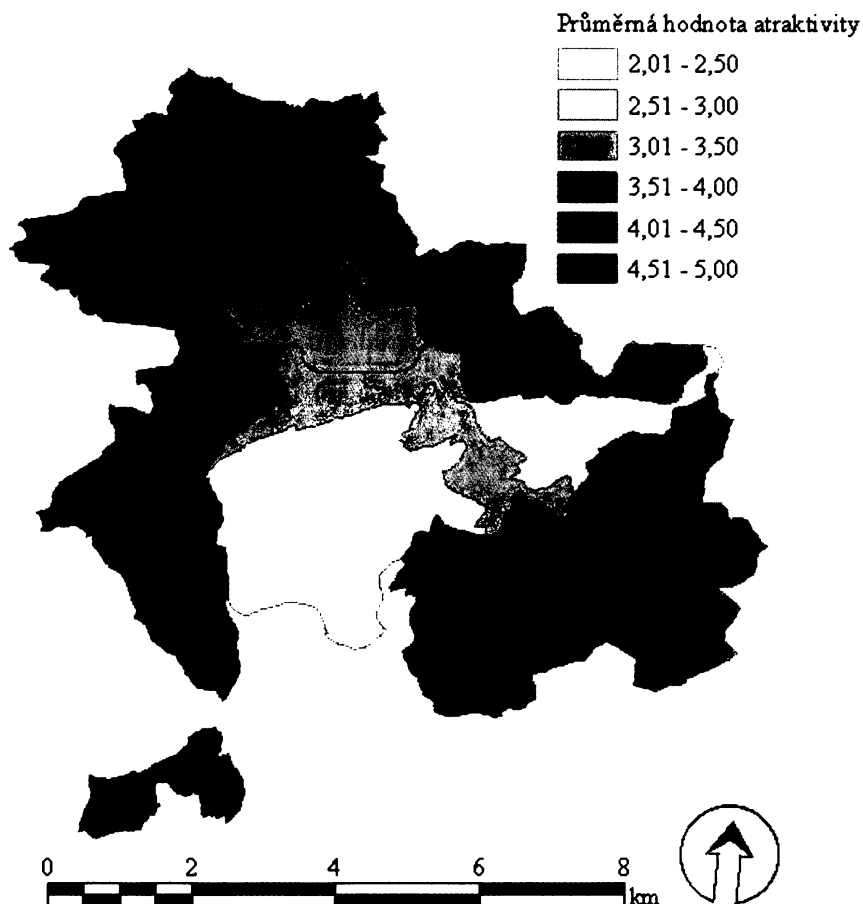 Průměrná hodnota atraktivity
2,01 - 2,50
2,51 - 3,00
3,01 - 3,50
3,51 - 4,00
4,01 - 4,50
4,51 - 5,00
0 2 4 6 8
km